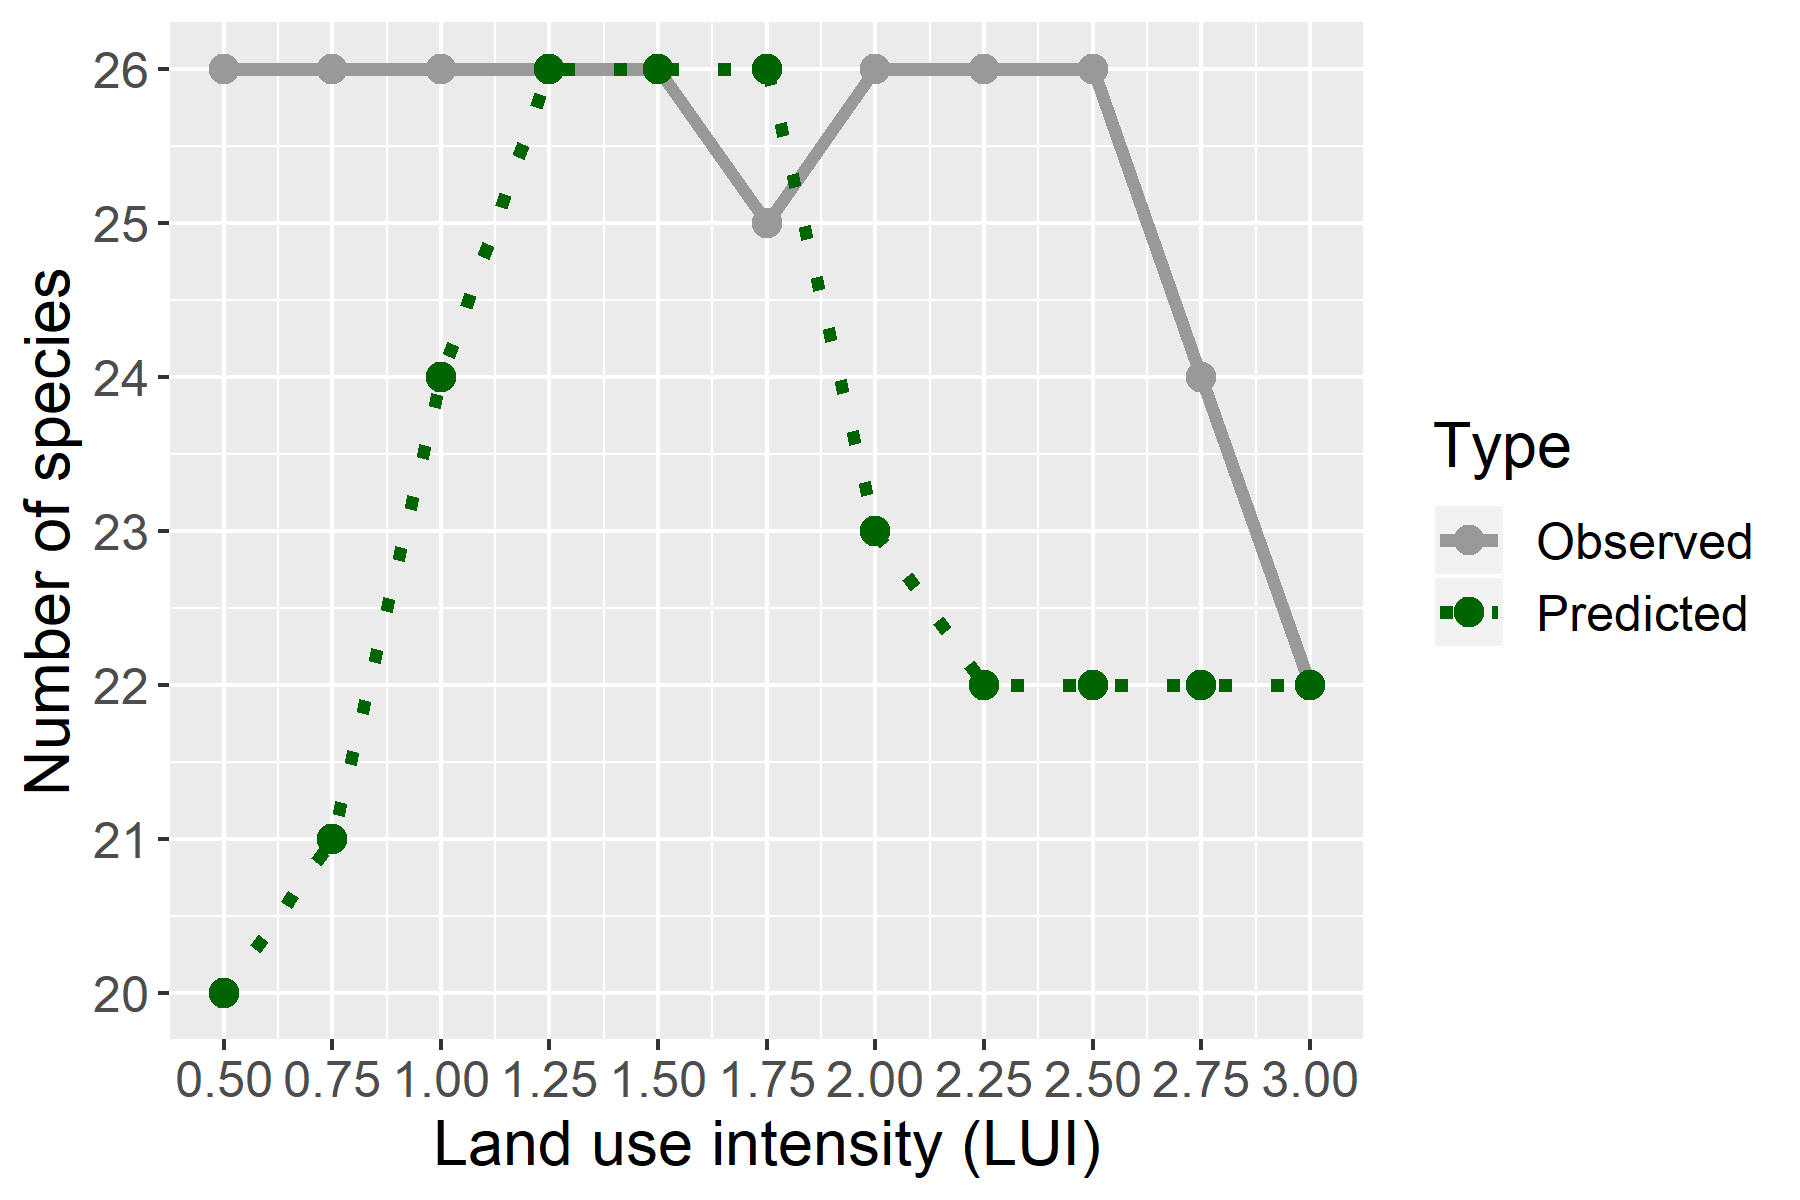 26
25
24
23
22
21
20
Number of species
0.50 0.75 1.00 1.25 1.50 1.75 2.00 2.25 2.50 2.75 3.00
Land use intensity (LUI)
Type
Observed
Predicted